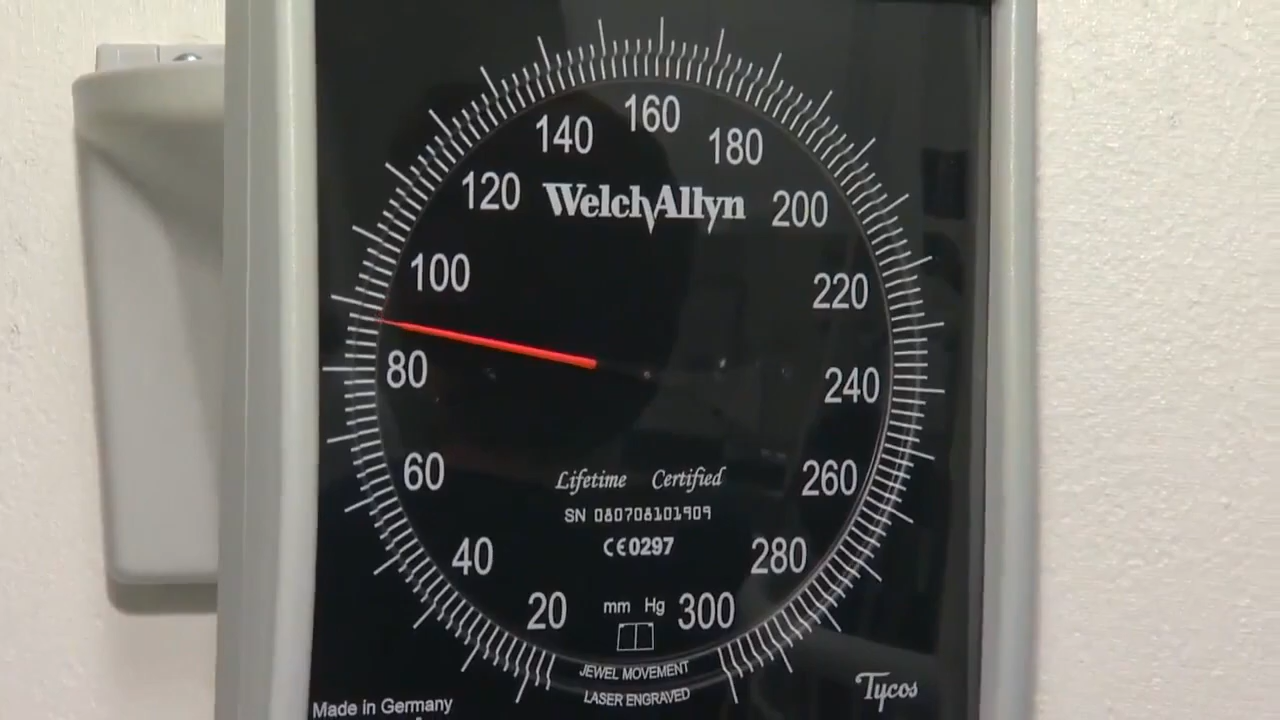 160
140
180
120
WelchAllyn
200
100
220
80
240
60
Lifetime Certified
260
SN 080708101909
CE0297
40
280
20
mm Hg
300
JEWEL MOVEMENT
LASER ENGRAVED
Tycos
Made in Germany